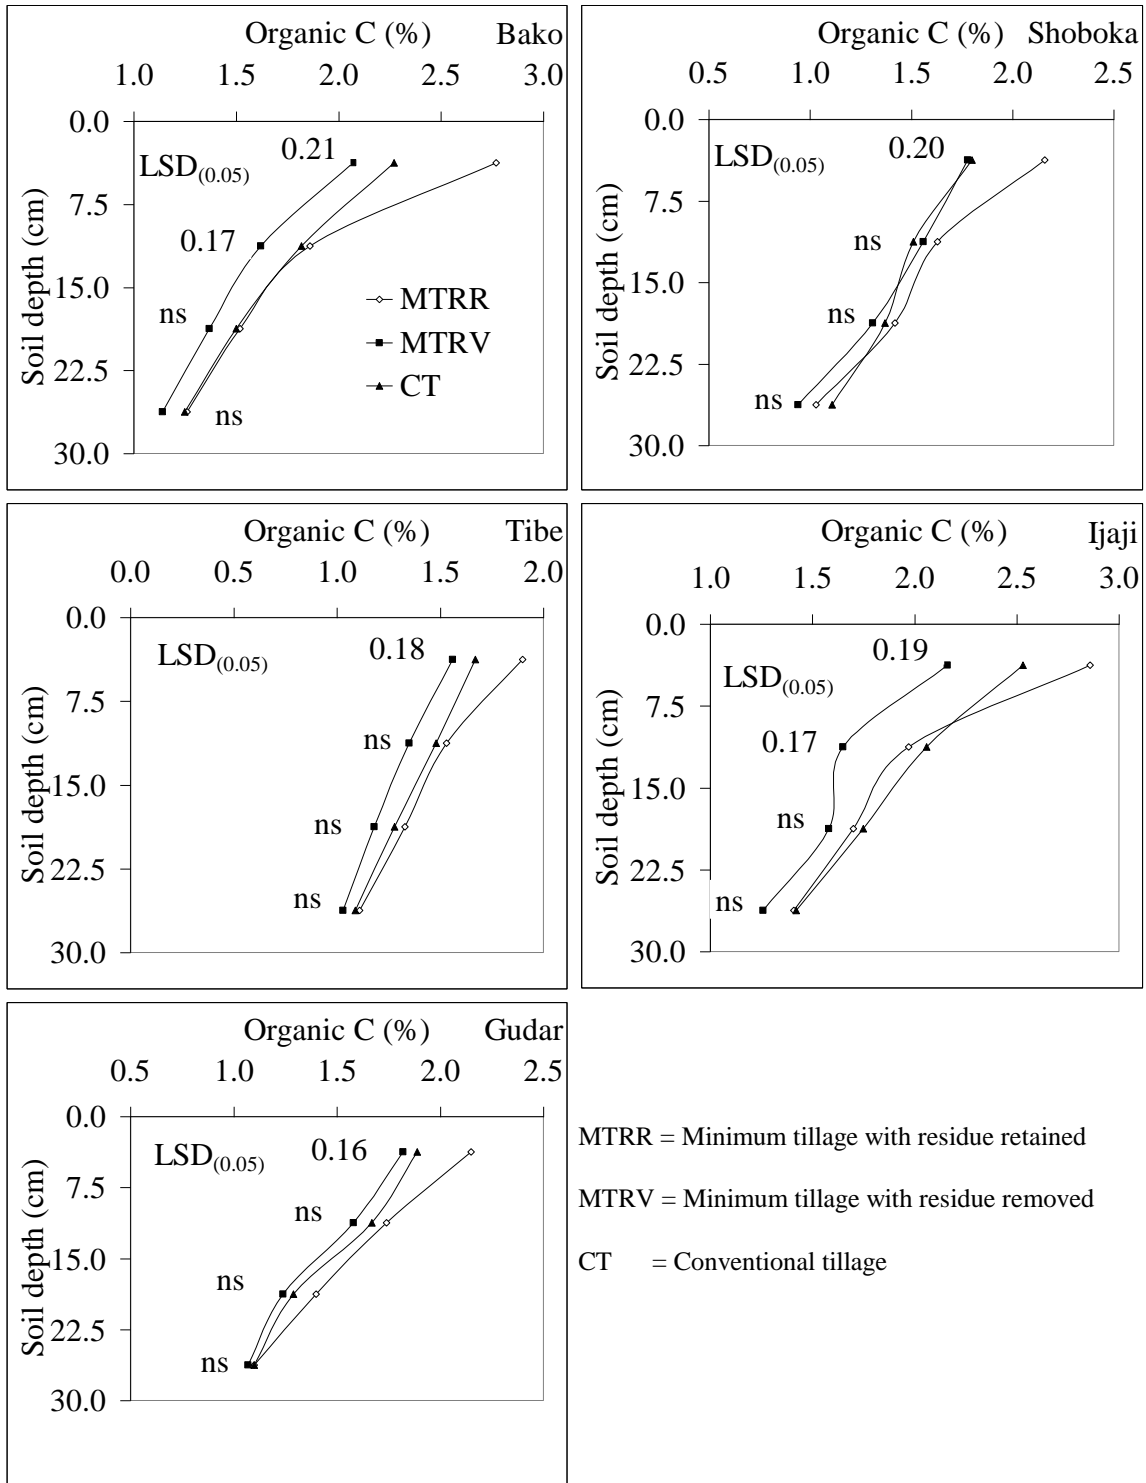 Organic C (%) Bako
1.0 1.5 2.0 2.5 3.0
0.0
7.5
15.0
22.5
30.0
Soil depth (cm)
LSD(0.05)
0.21
0.17
ns
ns
MTRR
MTRV
CT
Organic C (%) Shoboka
0.5 1.0 1.5 2.0 2.5
0.0
7.5
15.0
22.5
30.0
Soil depth (cm)
LSD(0.05)
0.20
ns
ns
ns
Organic C (%) Tibe
0.0 0.5 1.0 1.5 2.0
0.0
7.5
15.0
22.5
30.0
Soil depth (cm)
LSD(0.05)
0.18
ns
ns
ns
Organic C (%) Ijaji
1.0 1.5 2.0 2.5 3.0
0.0
7.5
15.0
22.5
30.0
Soil depth (cm)
LSD(0.05)
0.19
0.17
ns
ns
Organic C (%) Gudar
0.5 1.0 1.5 2.0 2.5
0.0
7.5
15.0
22.5
30.0
Soil depth (cm)
LSD(0.05)
0.16
ns
ns
ns
MTRR = Minimum tillage with residue retained
MTRV = Minimum tillage with residue removed
CT = Conventional tillage